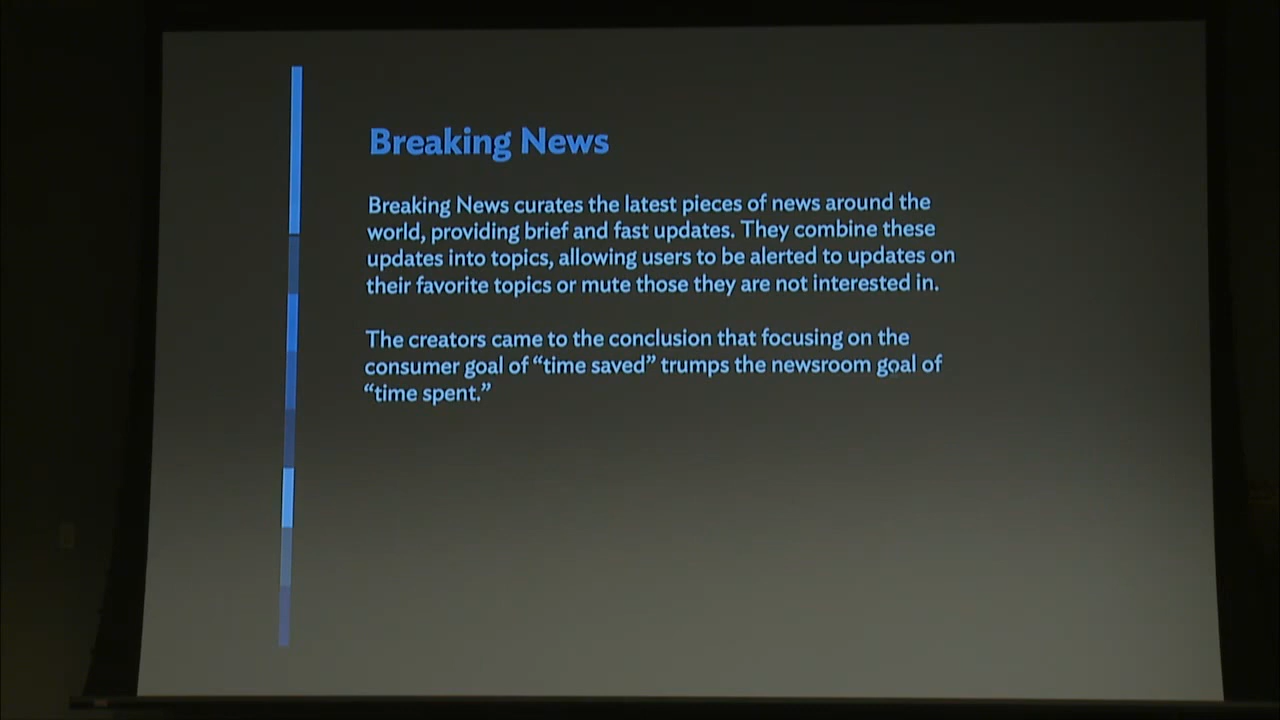 Breaking News
Breaking News curates the latest pieces of news around the
world, providing brief and fast updates. They combine these
updates into topics, allowing users to be alerted to updates on
their favorite topics or mute those they are not interested in.
The creators came to the conclusion that focusing on the
consumer goal of “time saved” trumps the newsroom goal of
“time spent.”